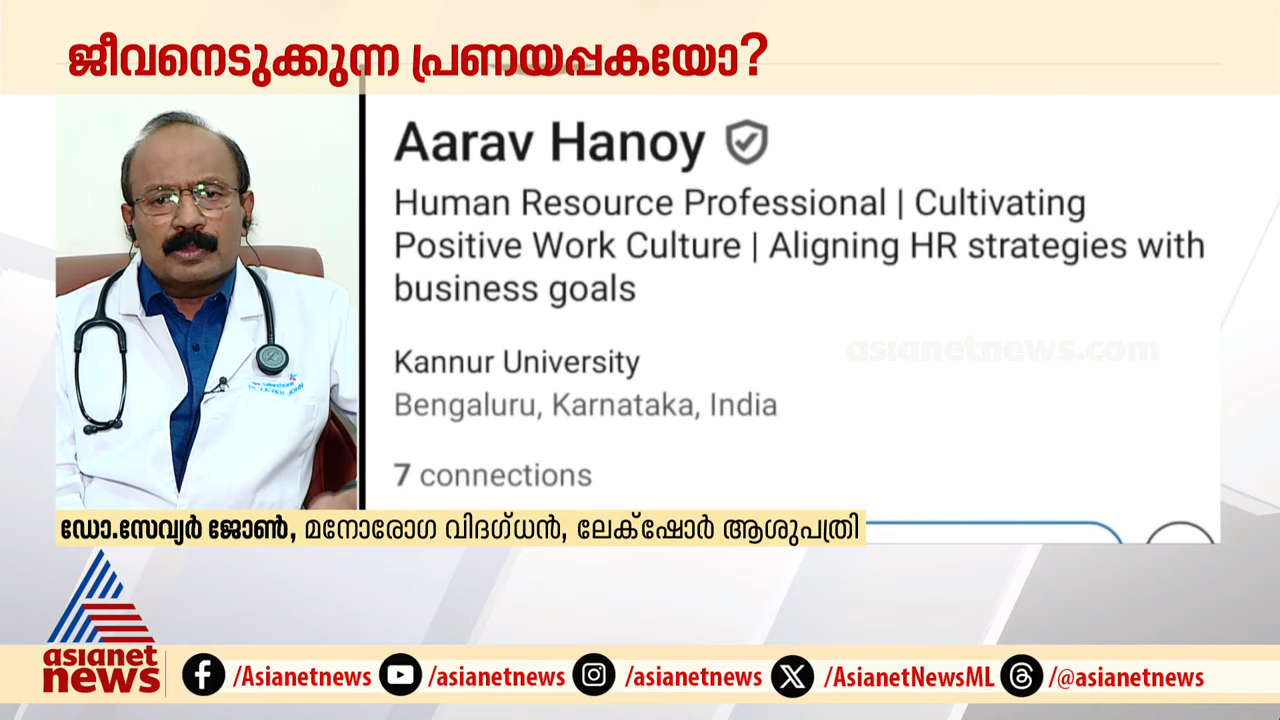 ജീവനെടുക്കുന്ന പ്രണയപ്പകയോ?
Aarav Hanoy
Human Resource Professional | Cultivating
Positive Work Culture | Aligning HR strategies with
business goals
asianetnews.com
Kannur University
Bengaluru, Karnataka, India
7 connections
ഡോ.സേവ്യർ ജോൺ, മനോരോഗ വിദഗ്ധൻ, ലേക്ഷോർ ആശുപത്രി
asianet
news
/Asianetnews
/asianetnews
/asianetnews
/AsianetNewsML
/@asianetnews